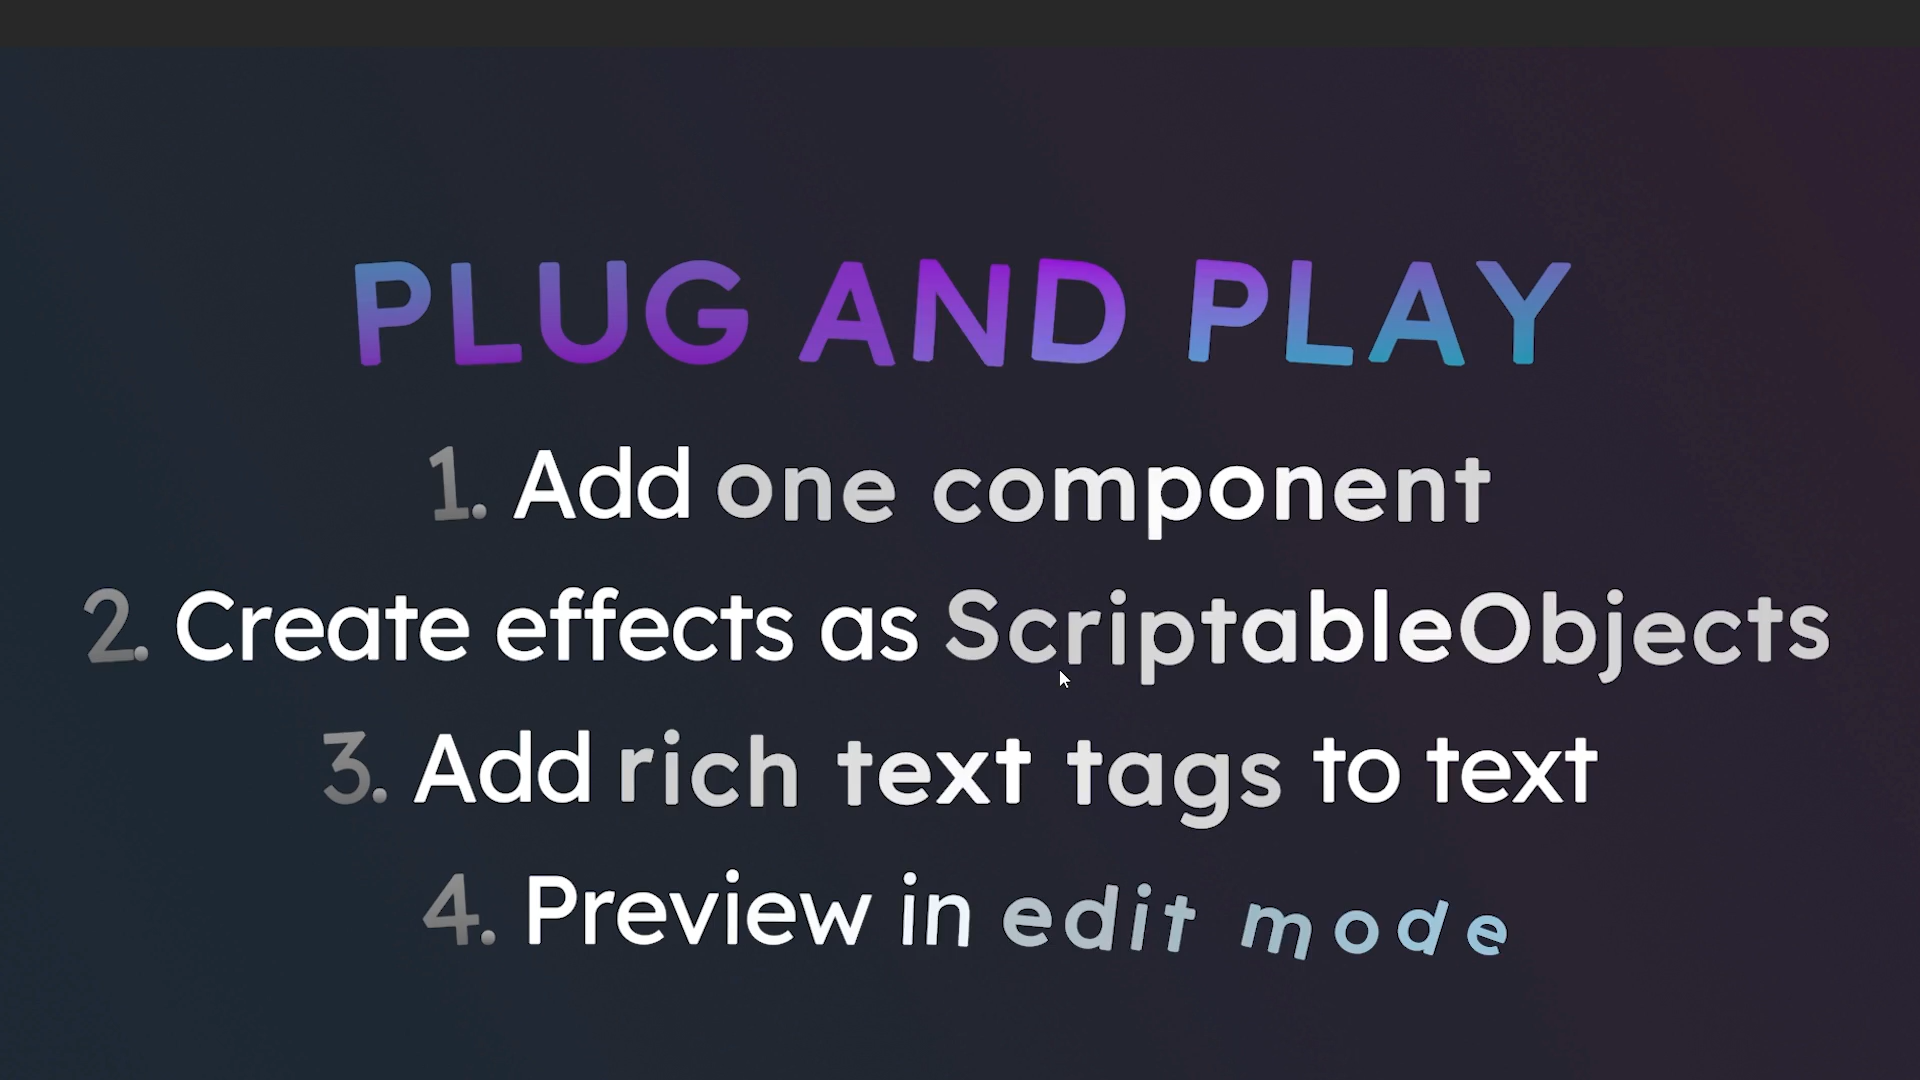 PLUG AND PLAY
1. Add one component
2. Create effects as ScriptableObjects
3. Add rich text tags to text
4. Preview in edit mode